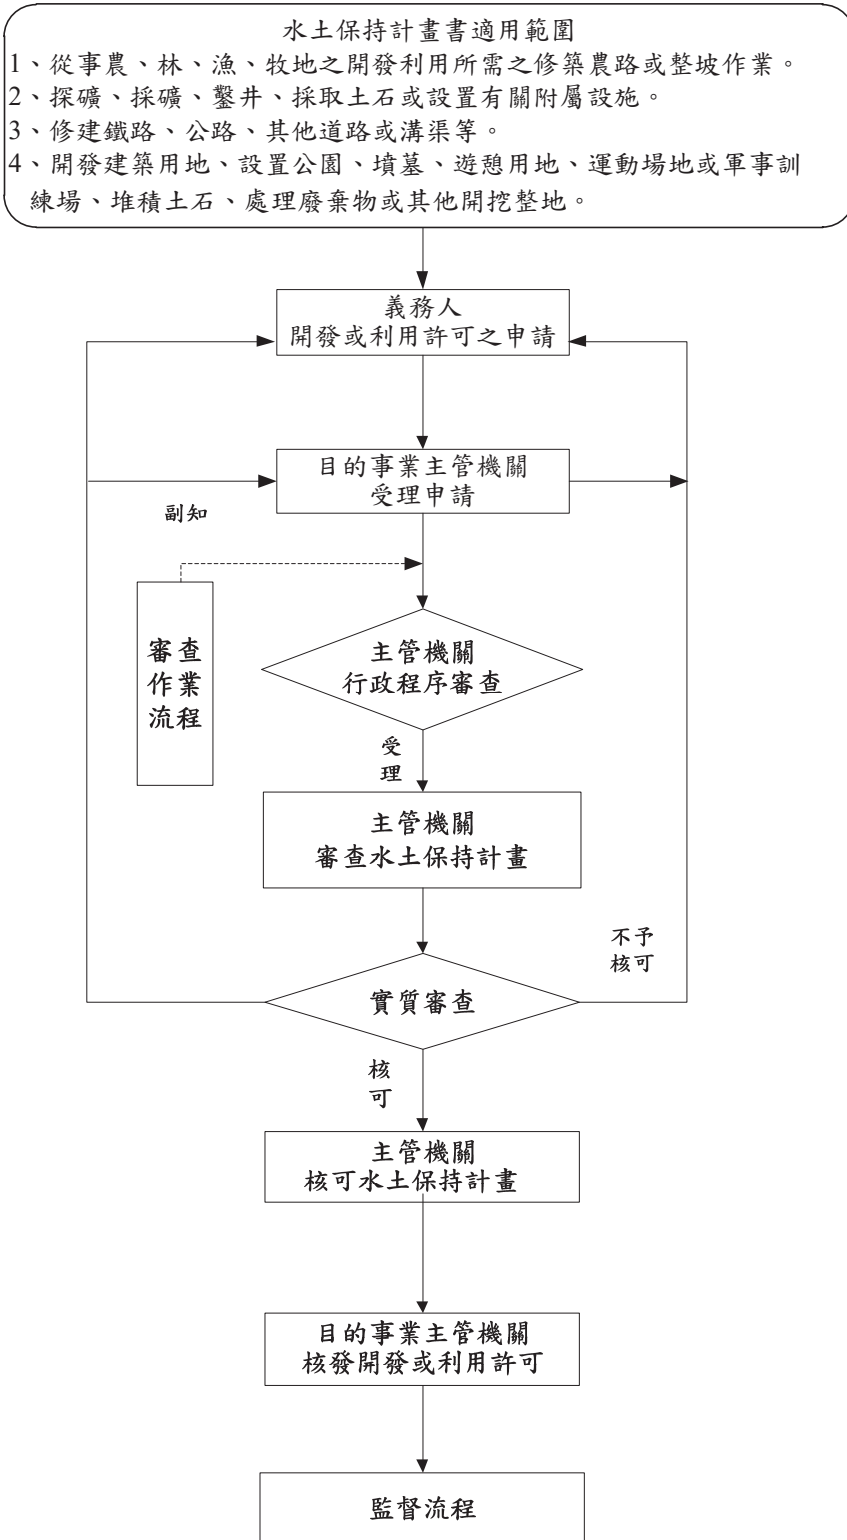 水土保持計畫書適用範圍
1、從事農、林、漁、牧地之開發利用所需之修築農路或整坡作業。
2、探礦、採礦、鑿井、採取土石或設置有關附屬設施。
3、修建鐵路、公路、其他道路或溝渠等。
4、開發建築用地、設置公園、墳墓、遊憩用地、運動場地或軍事訓
練場、堆積土石、處理廢棄物或其他開挖整地。
義務人
開發或利用許可之申請
目的事業主管機關
受理申請
副知
審查
作業
流程
主管機關
行政程序審查
受
理
主管機關
審查水土保持計畫
不予
核可
實質審查
核
可
主管機關
核可水土保持計畫
目的事業主管機關
核發開發或利用許可
監督流程